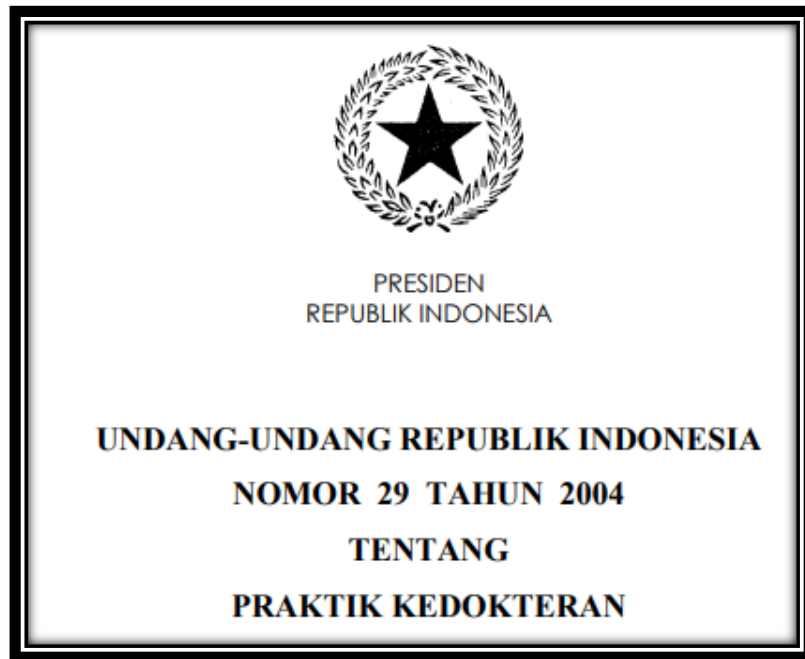 PRESIDEN
REPUBLIK INDONESIA
UNDANG-UNDANG REPUBLIK INDONESIA
NOMOR 29 TAHUN 2004
TENTANG
PRAKTIK KEDOKTERAN